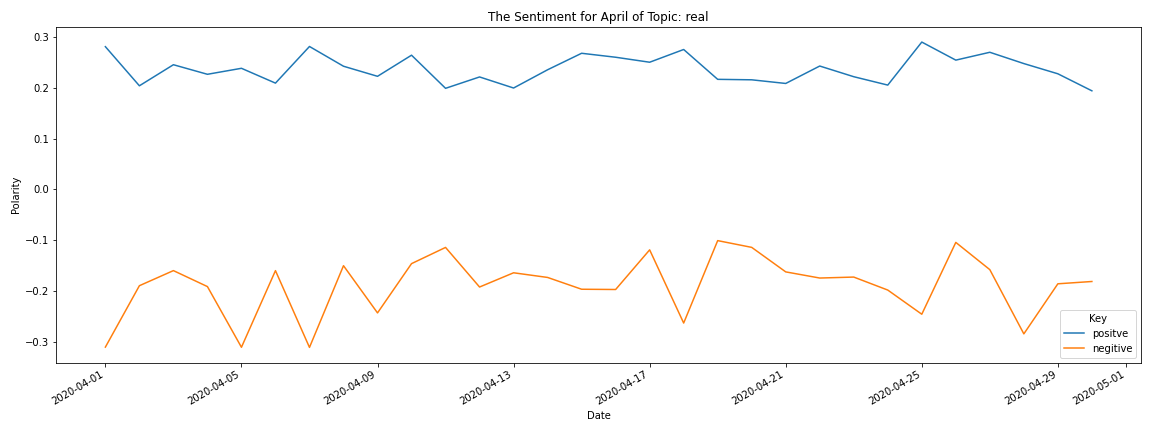 The Sentiment for April of Topic: real
0.3
0.2
0.1
0.0
−0.1
−0.2
−0.3
Polarity
Key
positve
negitive
2020-04-01
2020-04-05
2020-04-09
2020-04-13
2020-04-17
2020-04-21
2020-04-25
2020-04-29
2020-05-01
Date